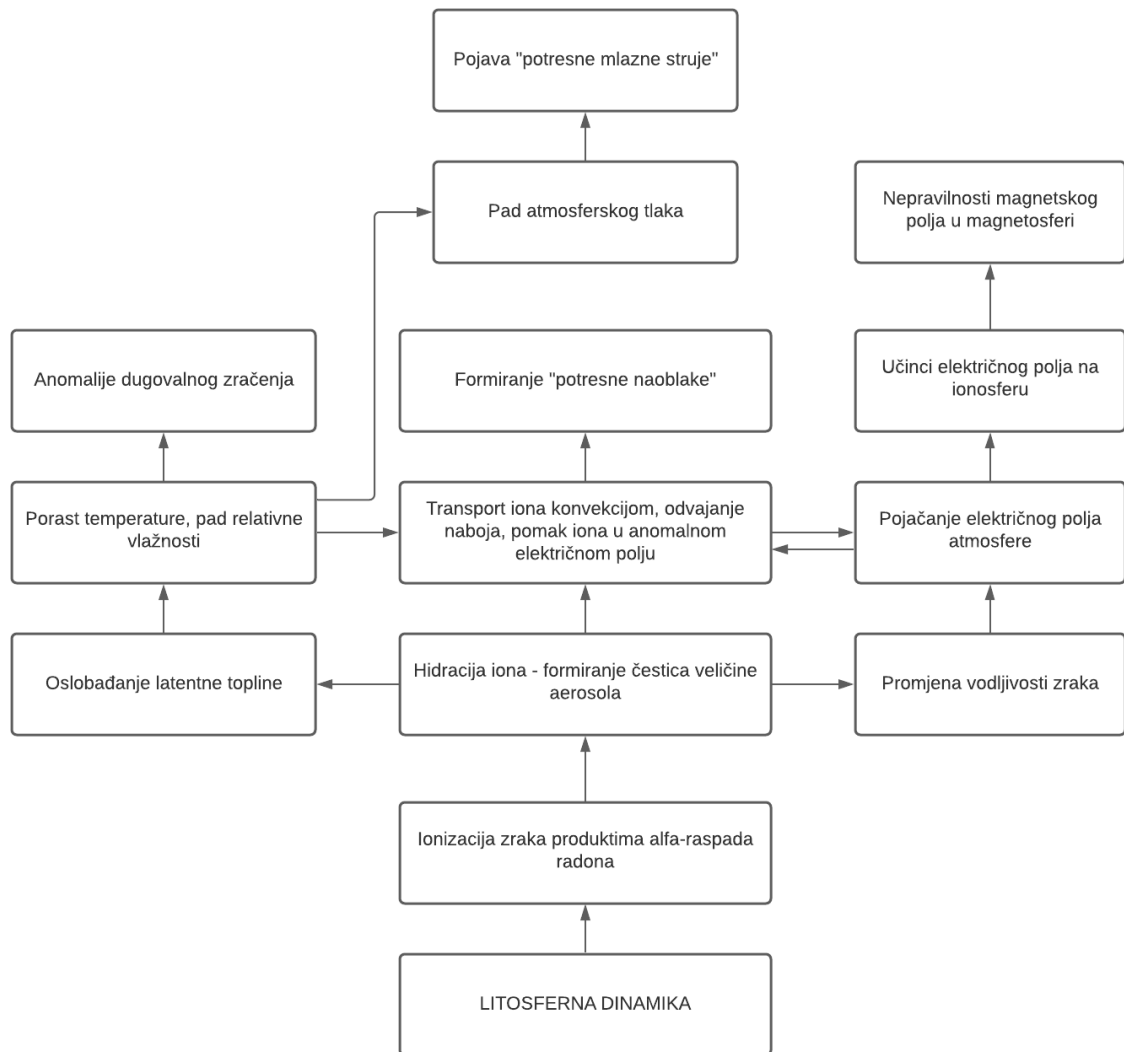 Pojava "potresne mlazne struje"
Pad atmosferskog tlaka
Nepravilnosti magnetskog
polja u magnetosferi
Anomalije dugovalnog zračenja
Formiranje "potresne naoblake"
Učinci električnog polja na
ionosferu
Porast temperature, pad relativne
vlažnosti
Transport iona konvekcijom, odvajanje
naboja, pomak iona u anomalnom
električnom polju
Pojačanje električnog polja
atmosfere
Oslobađanje latentne topline
Hidracija iona - formiranje čestica veličine
aerosola
Promjena vodljivosti zraka
Ionizacija zraka produktima alfa-raspada
radona
LITOSFERNA DINAMIKA